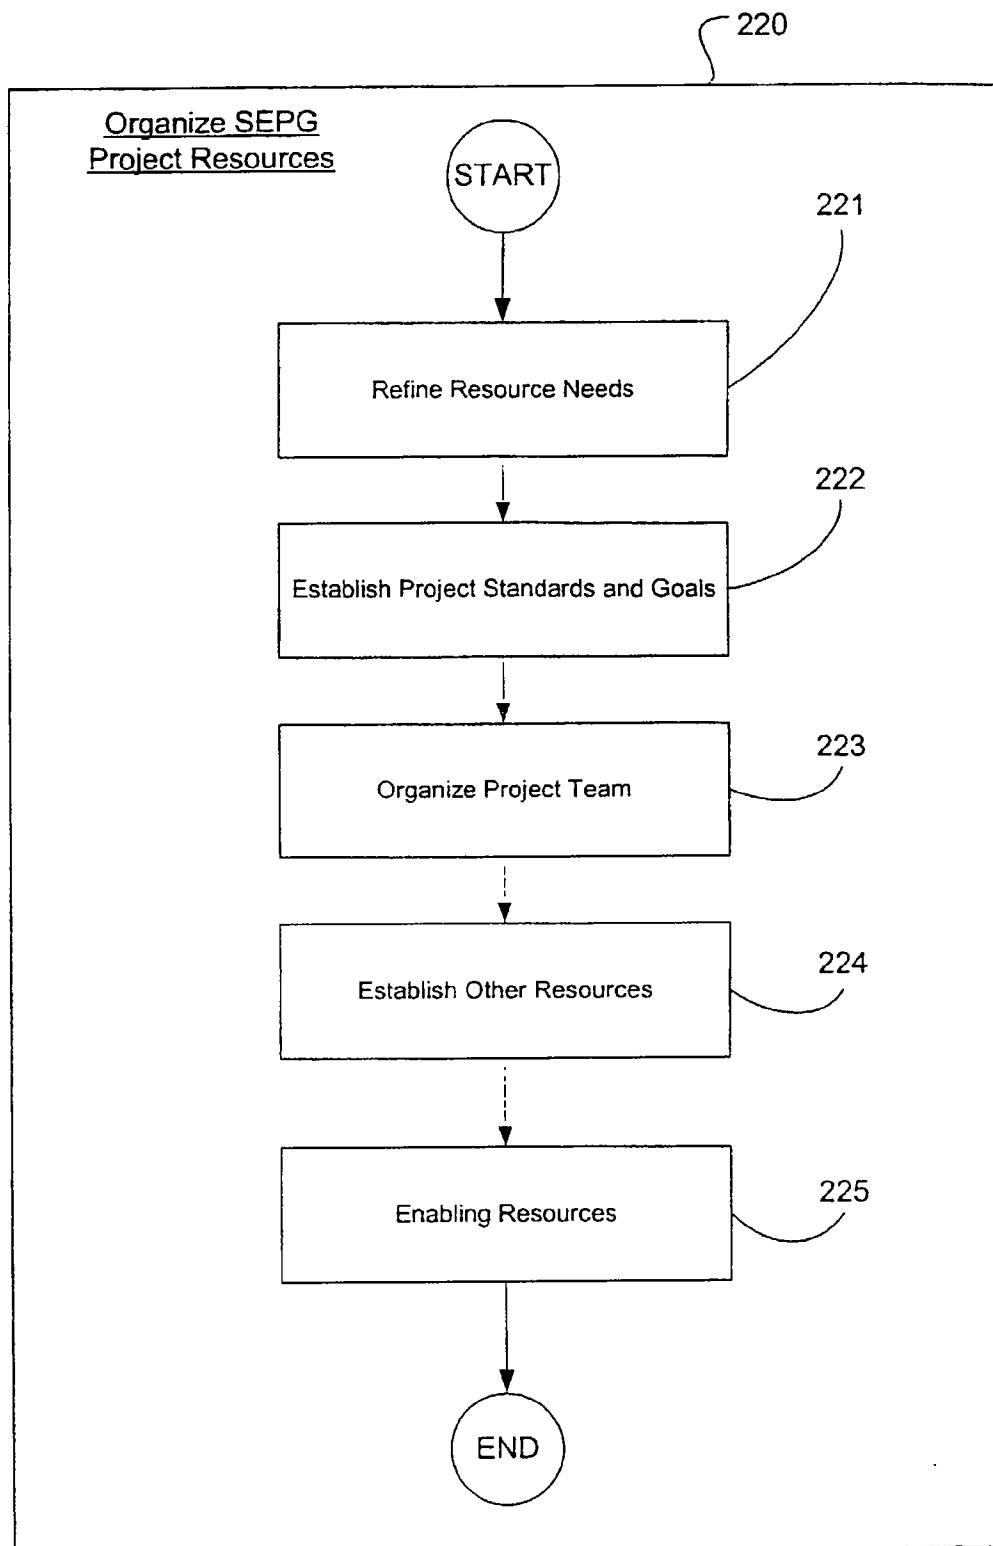 220
Organize SEPG
Project Resources
START
221
Refine Resource Needs
222
Establish Project Standards and Goals
223
Organize Project Team
224
Establish Other Resources
225
Enabling Resources
END